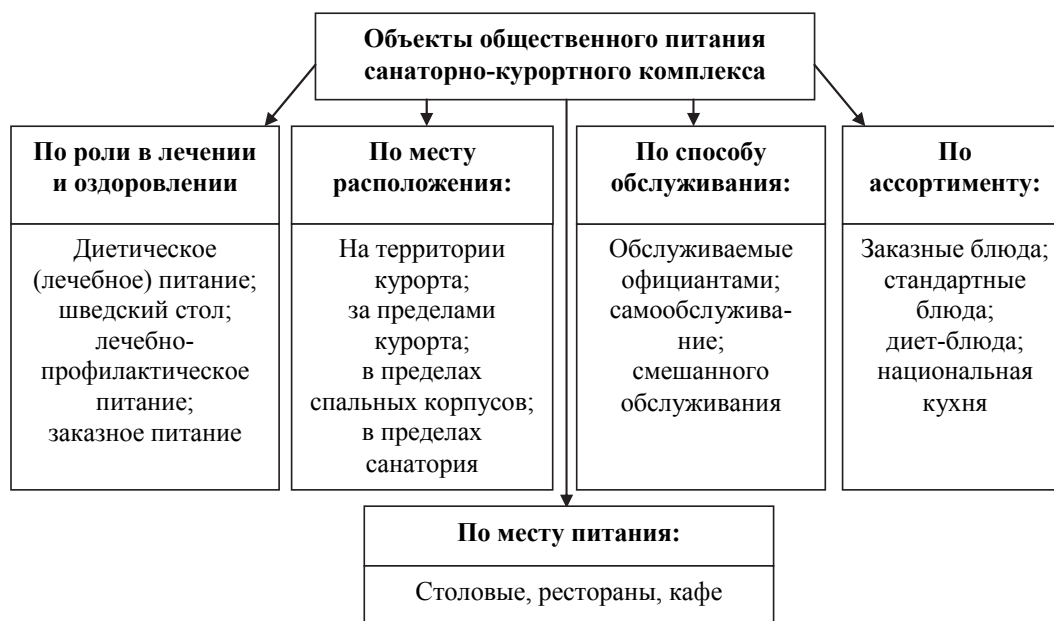 Объекты общественного питания
санаторно-курортного комплекса
По роли в лечении
и оздоровлении
Диетическое
(лечебное) питание;
шведский стол;
лечебно-
профилактическое
питание;
заказное питание
По месту
расположения:
На территории
курорта;
за пределами
курорта;
в пределах
спальных корпусов;
в пределах
санатория
По способу
обслуживания:
Обслуживаемые
официантами;
самообслужива-
ние;
смешанного
обслуживания
По
ассортименту:
Заказные блюда;
стандартные
блюда;
диет-блюда;
национальная
кухня
По месту питания:
Столовые, рестораны, кафе